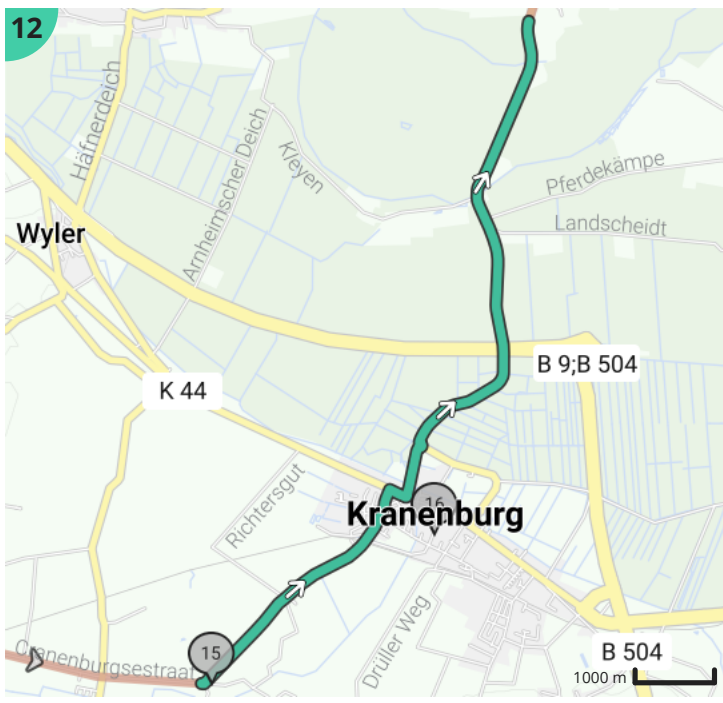 12
Häfnerdeich
Arnheimscher Deich
Kleyen
Pferdekämpe
Landscheidt
Wyler
B 9;B 504
K 44
Richtersgut
16
Kranenburg
Drüller Weg
15
Cranenburgsestraat
B 504
1000 m